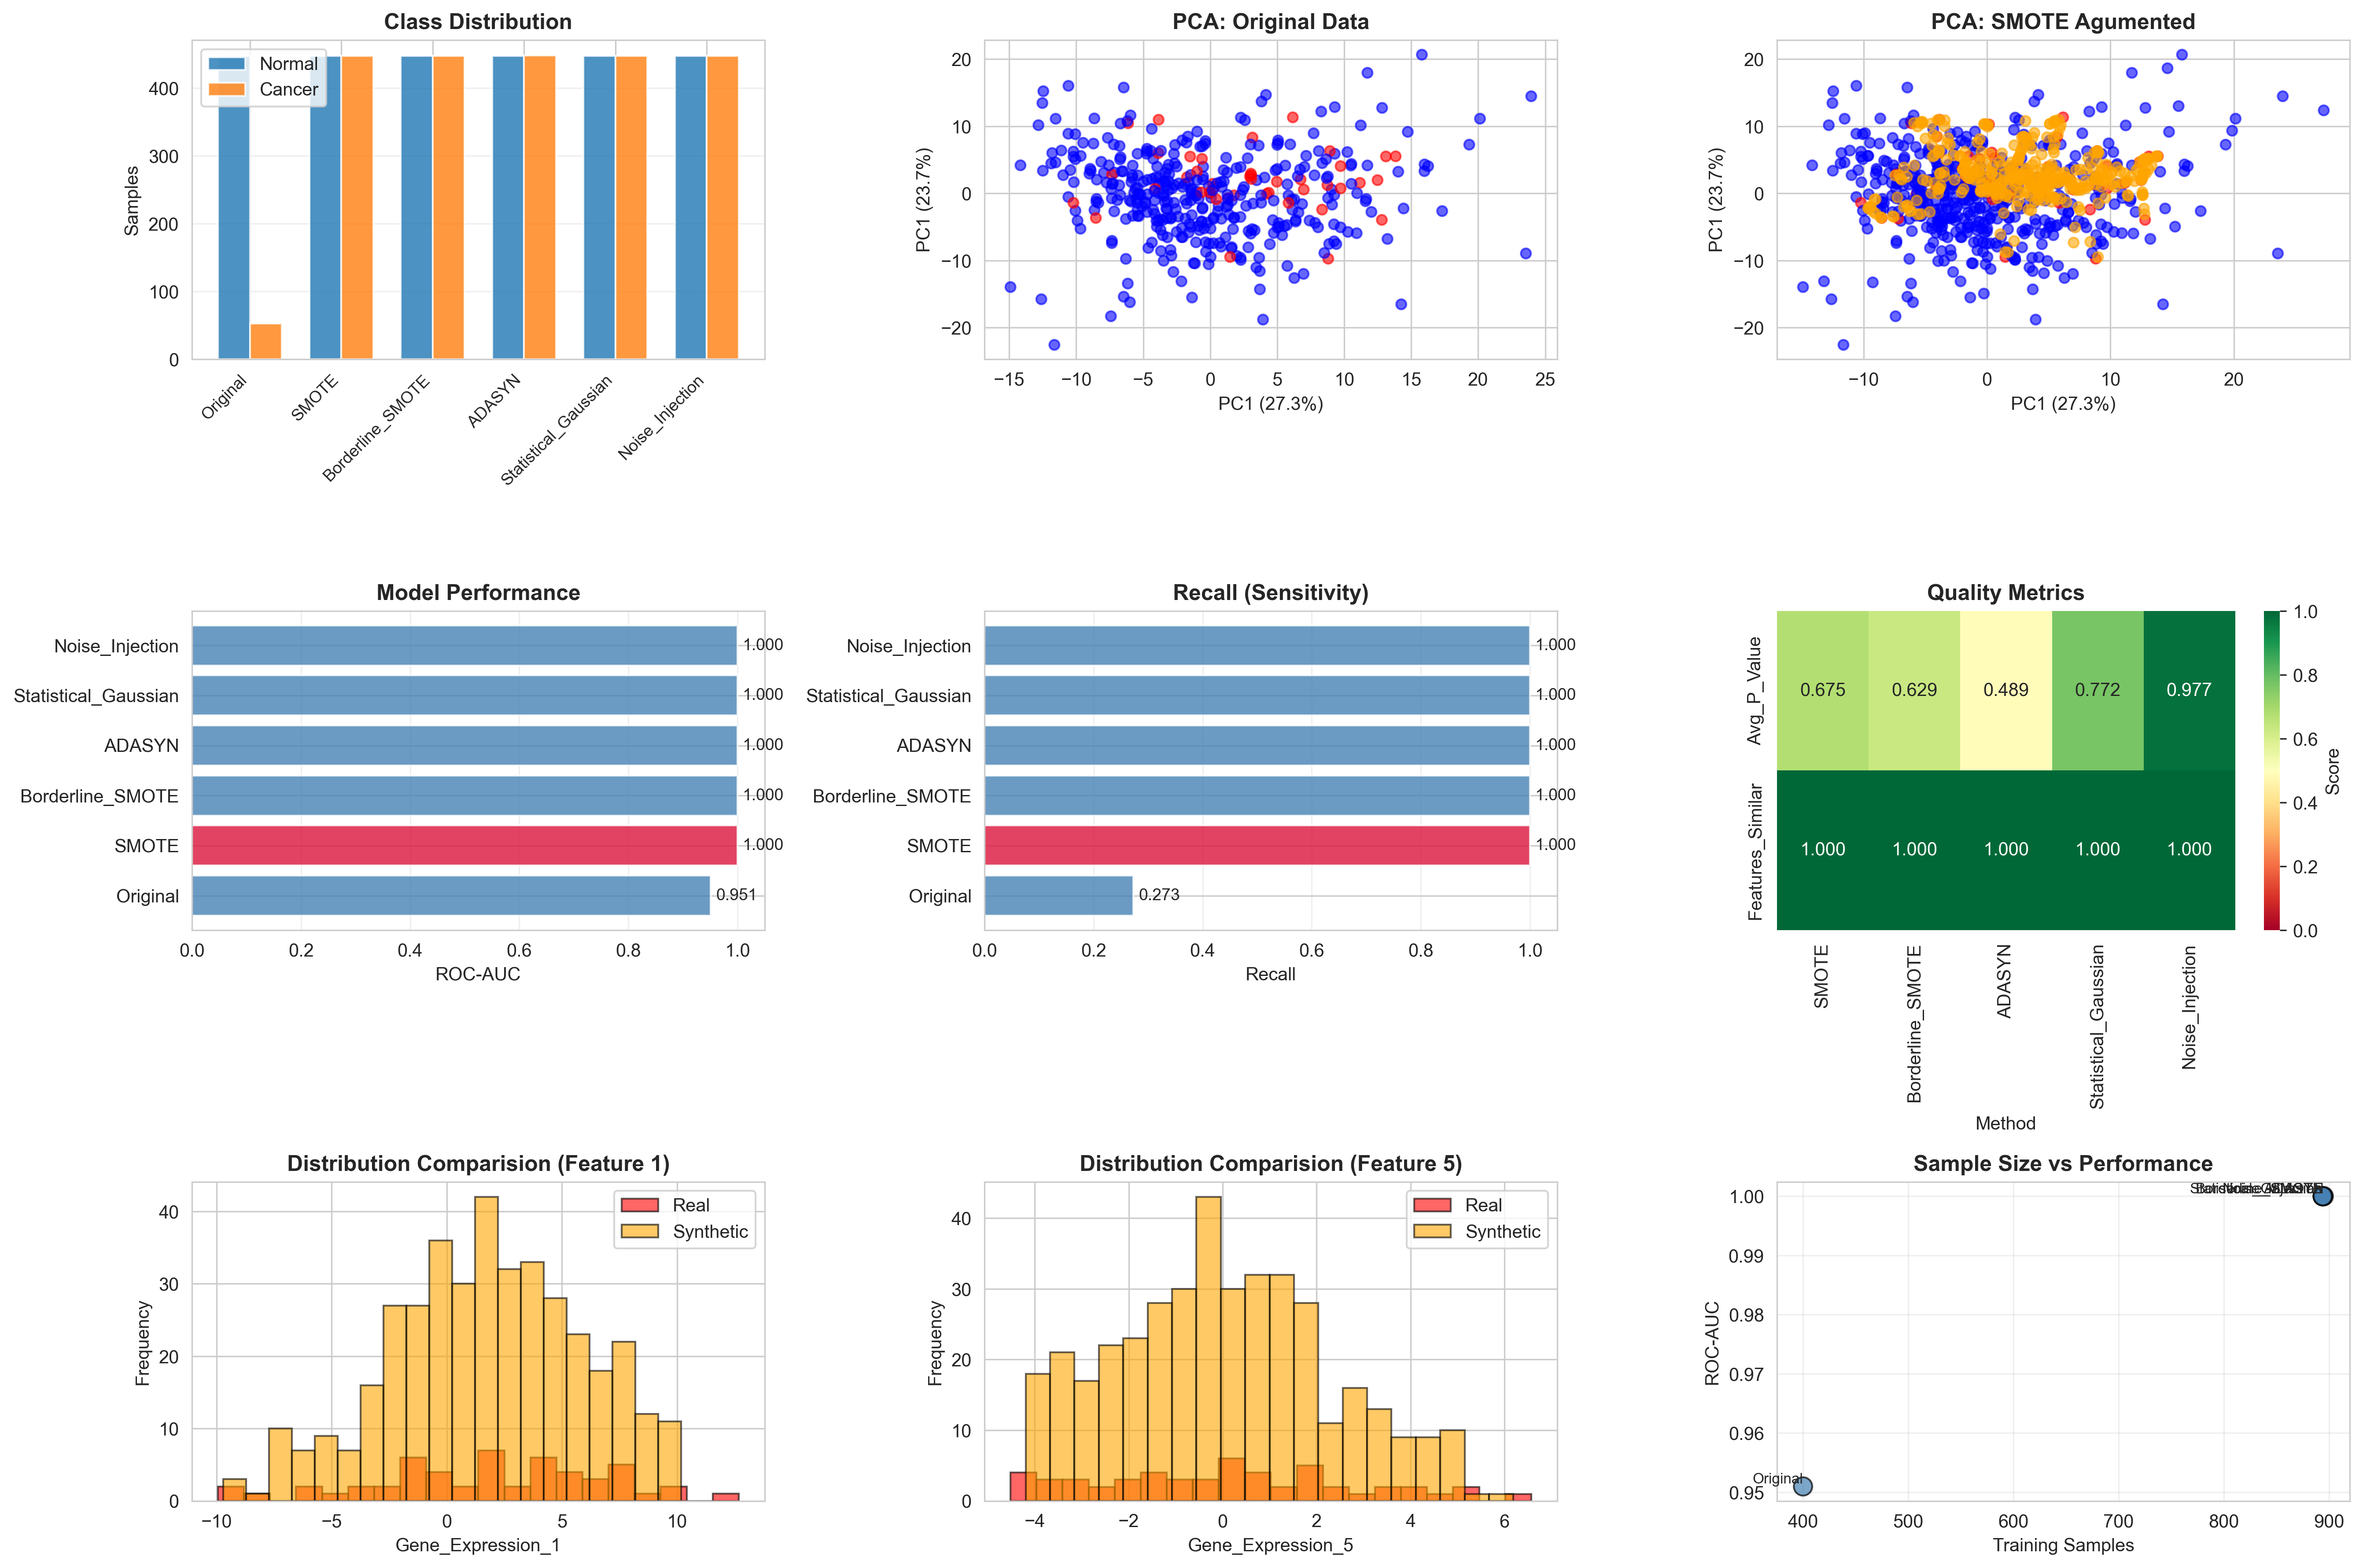 Class Distribution
Normal
Cancer
400
300
200
100
0
Samples
Original
SMOTE
Borderline_SMOTE
ADASYN
Statistical_Gaussian
Noise_Injection
PCA: Original Data
20
10
0
−10
−20
PC1 (23.7%)
−15 −10 −5 0 5 10 15 20 25
PC1 (27.3%)
PCA: SMOTE Agumented
20
10
0
−10
−20
PC1 (23.7%)
−10 0 10 20
PC1 (27.3%)
Model Performance
Noise_Injection 1.000
Statistical_Gaussian 1.000
ADASYN 1.000
Borderline_SMOTE 1.000
SMOTE 1.000
Original 0.951
0.0 0.2 0.4 0.6 0.8 1.0
ROC-AUC
Recall (Sensitivity)
Noise_Injection 1.000
Statistical_Gaussian 1.000
ADASYN 1.000
Borderline_SMOTE 1.000
SMOTE 1.000
Original 0.273
0.0 0.2 0.4 0.6 0.8 1.0
Recall
Quality Metrics
Avg_P_Value
0.675 0.629 0.489 0.772 0.977
Features_Similar
1.000 1.000 1.000 1.000 1.000
SMOTE
Borderline_SMOTE
ADASYN
Statistical_Gaussian
Noise_Injection
Method
1.0
0.8
0.6
0.4
0.2
0.0
Score
Distribution Comparision (Feature 1)
Real
Synthetic
40
30
20
10
0
Frequency
−10 −5 0 5 10
Gene_Expression_1
Distribution Comparision (Feature 5)
Real
Synthetic
40
30
20
10
0
Frequency
−4 −2 0 2 4 6
Gene_Expression_5
Sample Size vs Performance
1.00
0.99
0.98
0.97
0.96
0.95
ROC-AUC
Original
400 500 600 700 800 900
Training Samples